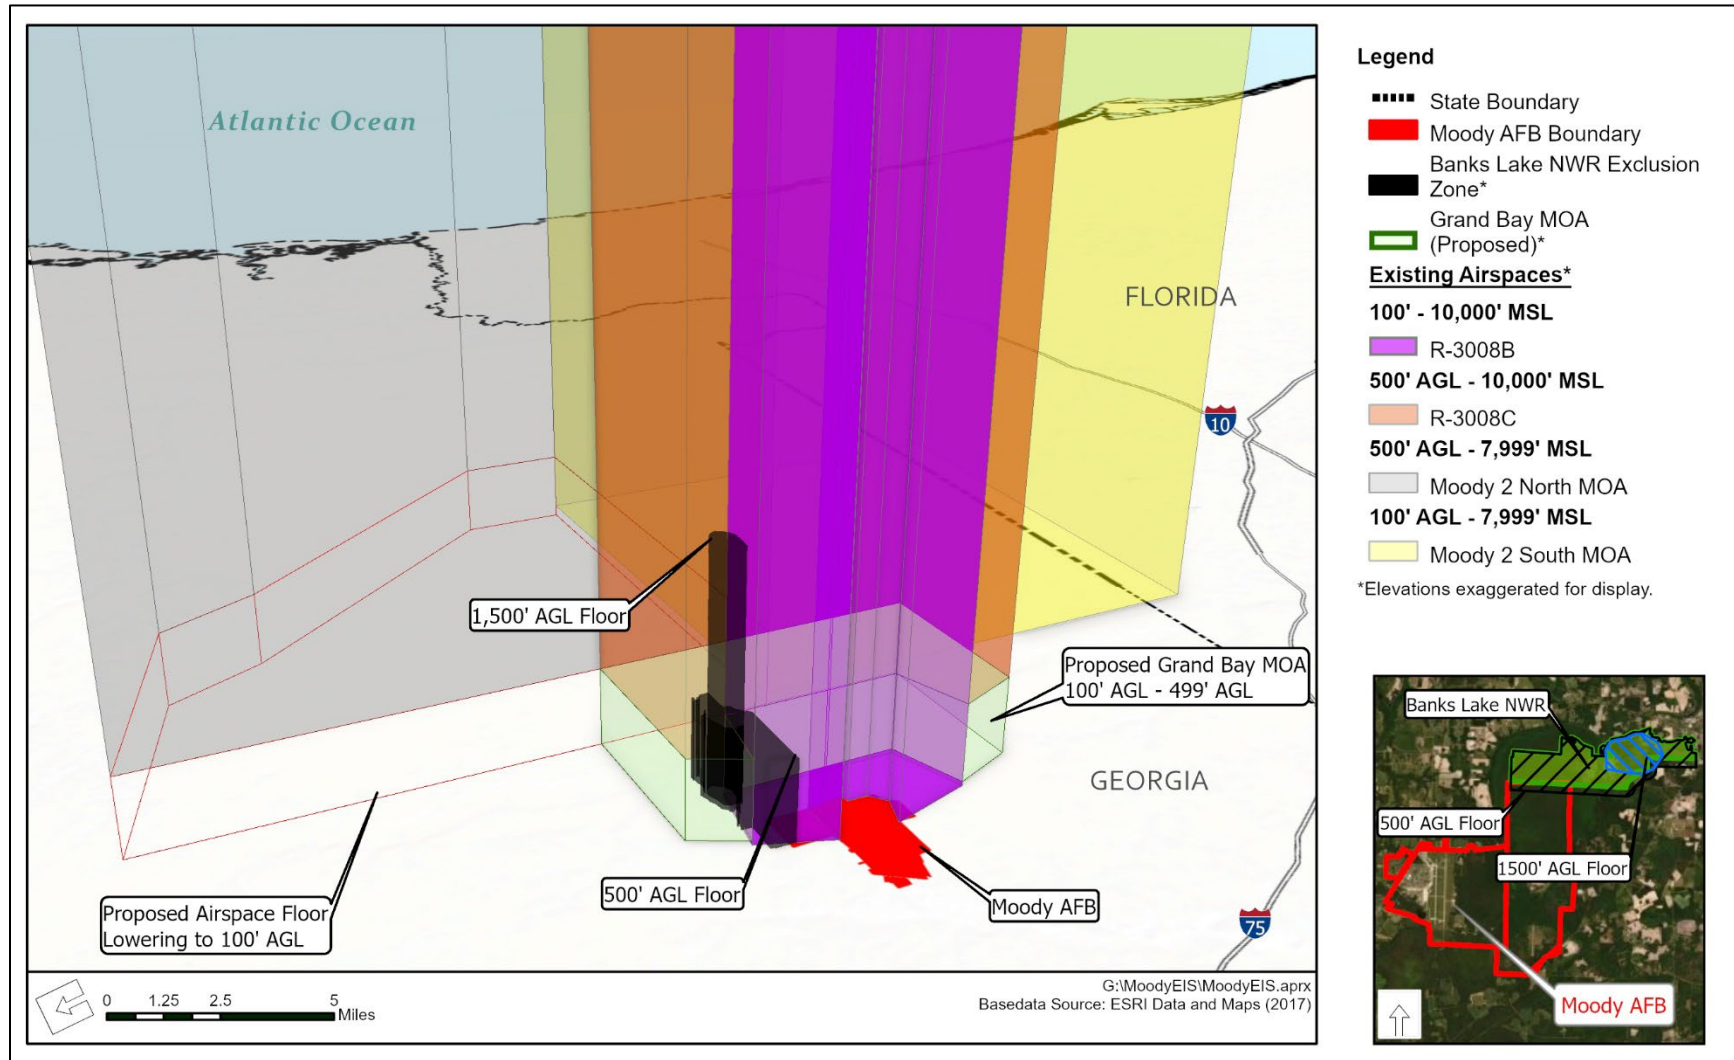 Atlantic Ocean
FLORIDA
10
1,500' AGL Floor
Proposed Grand Bay MOA
100' AGL - 499' AGL
GEORGIA
500' AGL Floor
Moody AFB
Proposed Airspace Floor
Lowering to 100' AGL
75
0 1.25 2.5 5
Miles
G:\MoodyEIS\MoodyEIS.aprx
Basedata Source: ESRI Data and Maps (2017)
Legend
State Boundary
Moody AFB Boundary
Banks Lake NWR Exclusion
Zone*
Grand Bay MOA
(Proposed)*
Existing Airspaces*
100' - 10,000' MSL
R-3008B
500' AGL - 10,000' MSL
R-3008C
500' AGL - 7,999' MSL
Moody 2 North MOA
100' AGL - 7,999' MSL
Moody 2 South MOA
*Elevations exaggerated for display.
Banks Lake NWR
500' AGL Floor
1500' AGL Floor
Moody AFB